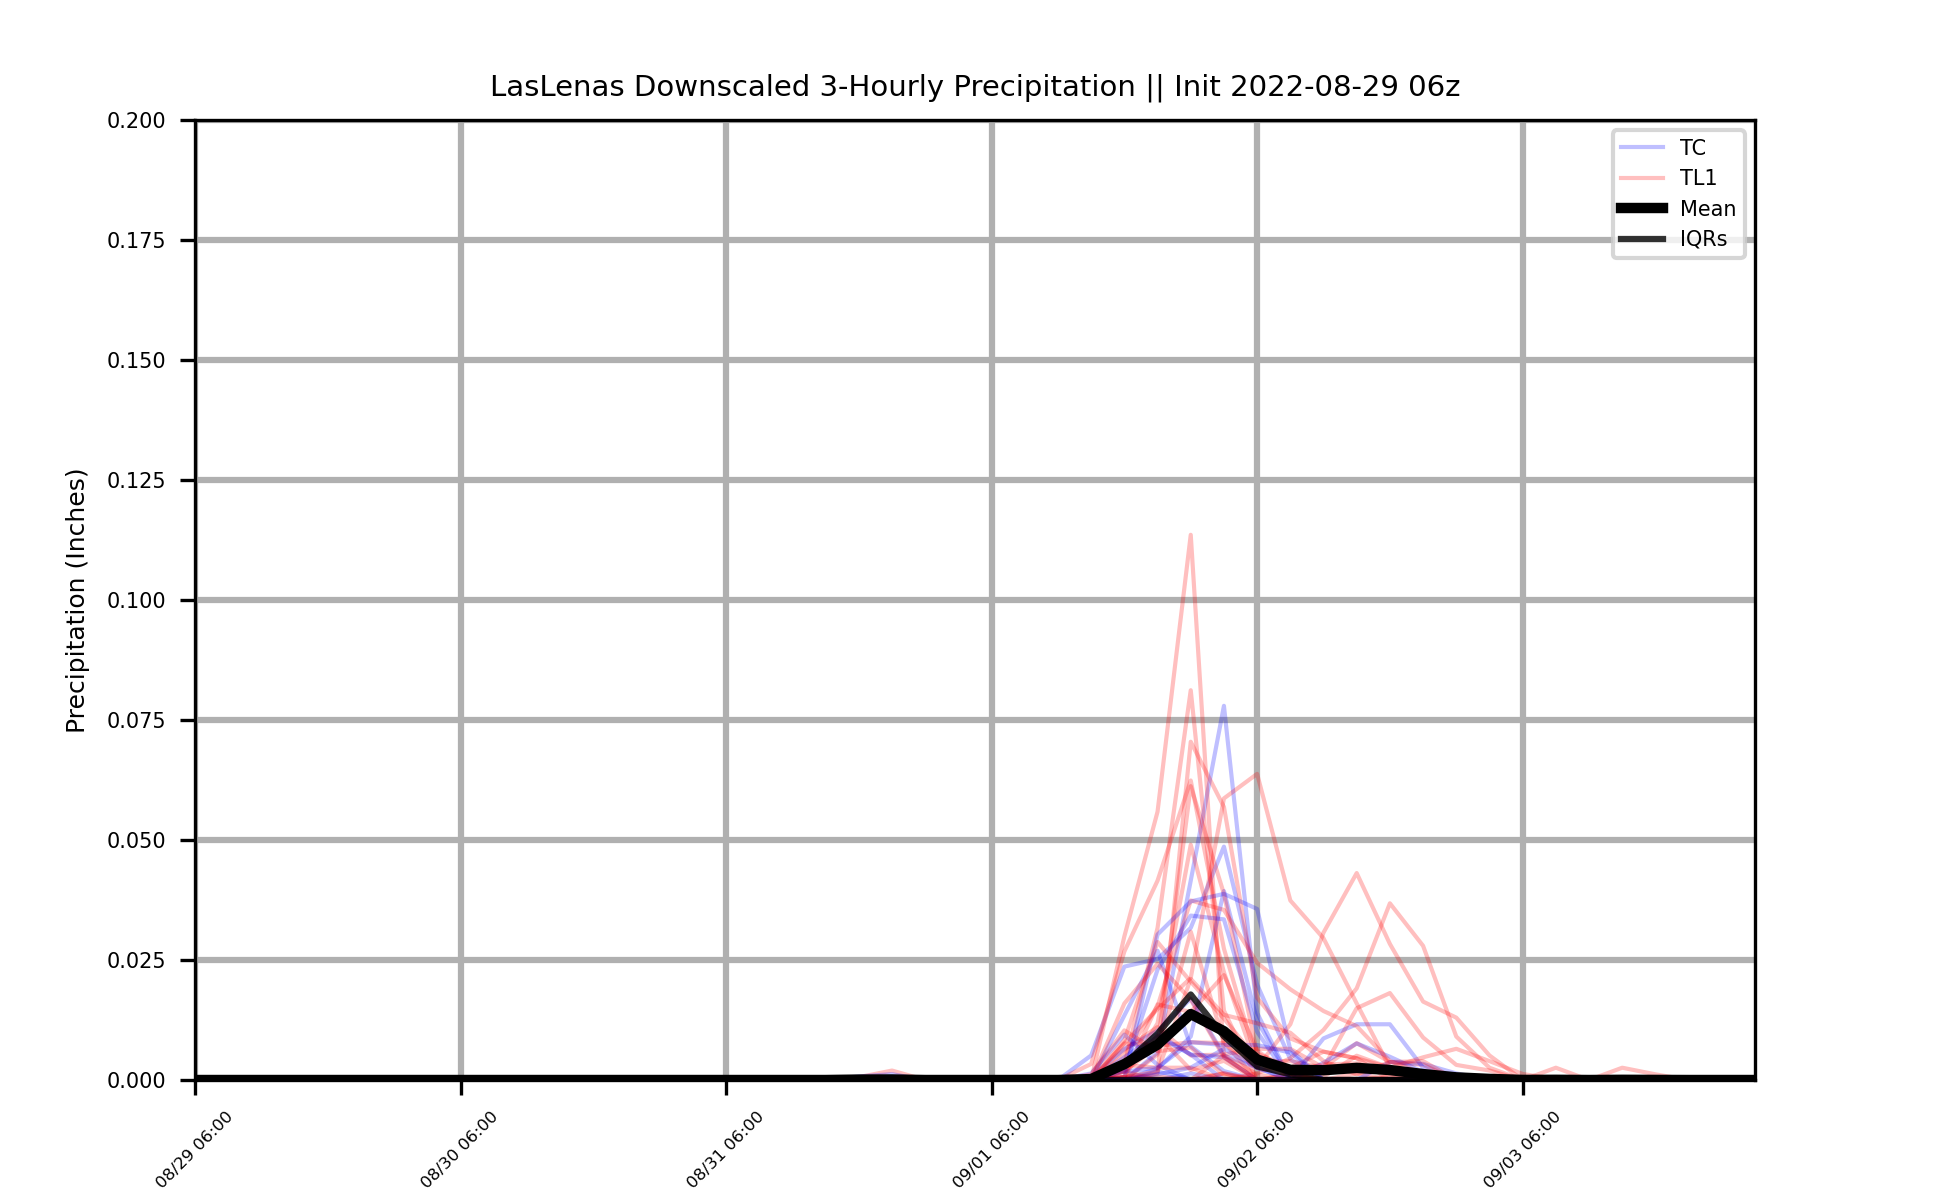 LasLenas Downscaled 3-Hourly Precipitation || Init 2022-08-29 06z
TC
TL1
Mean
IQRs
Precipitation (Inches)
0.200
0.175
0.150
0.125
0.100
0.075
0.050
0.025
0.000
08/29 06:00
08/30 06:00
08/31 06:00
09/01 06:00
09/02 06:00
09/03 06:00